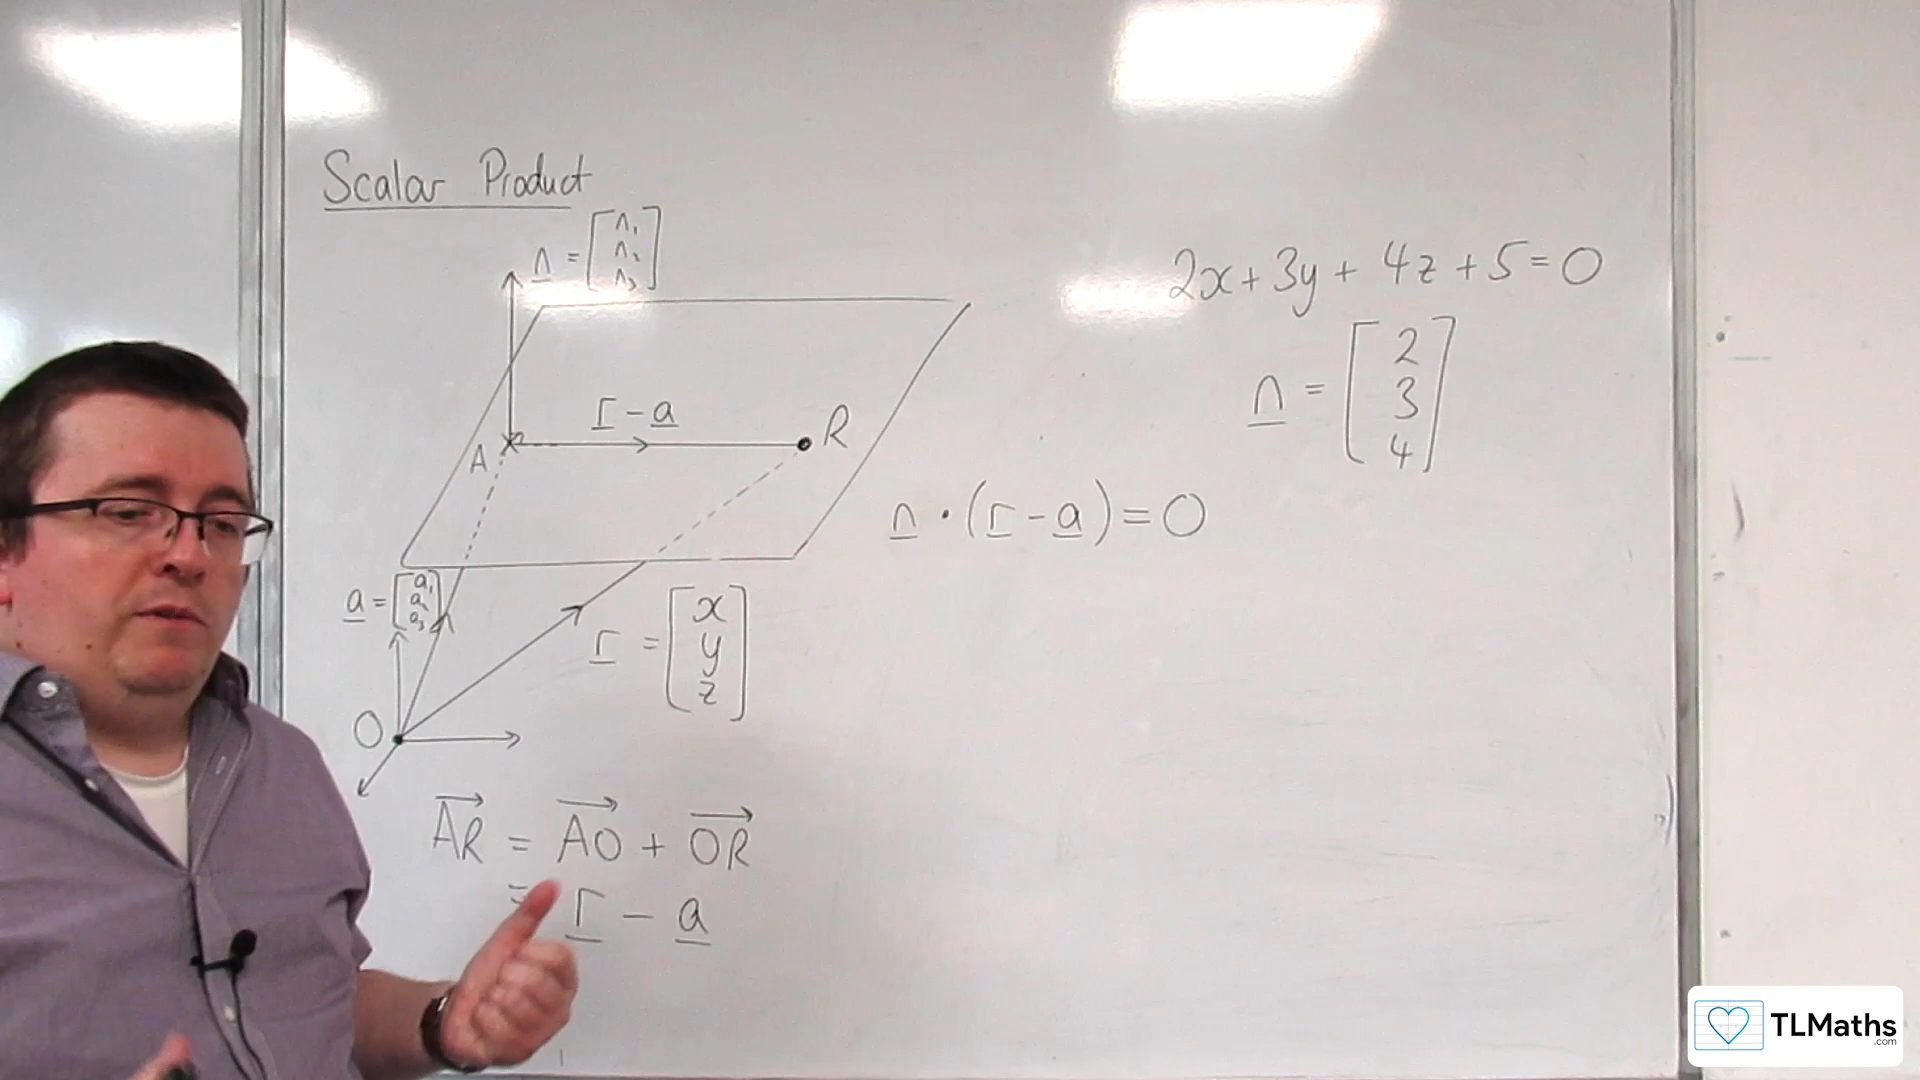 Scalar Product
n = [n₁ n₂ n₃]
r - a
A
R
a = [a₁ a₂ a₃]
r = [x y z]
O
AR = AO + OR
= r - a
n · (r - a) = 0
2x + 3y + 4z + 5 = 0
n = [2 3 4]
TLMaths
.com